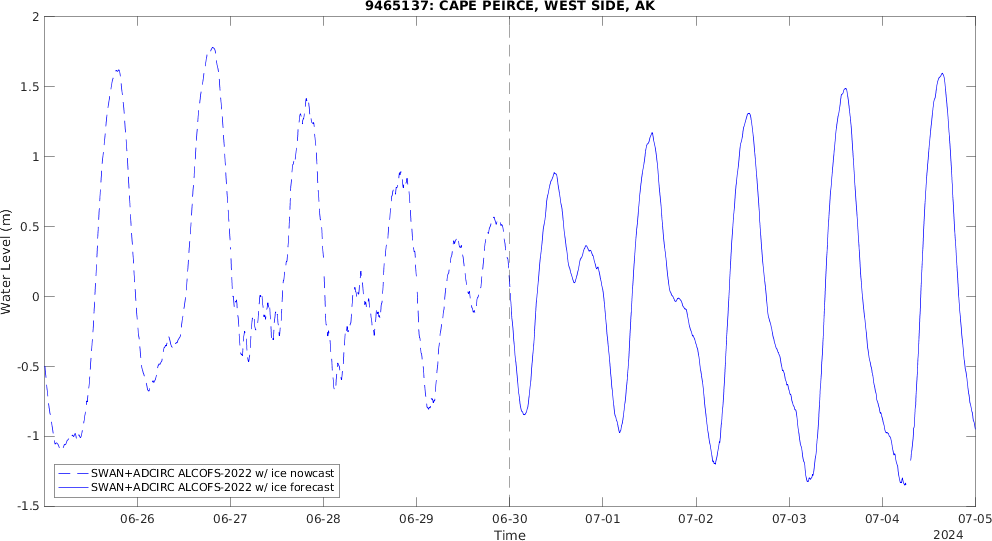 9465137: CAPE PEIRCE, WEST SIDE, AK
Water Level (m)
2
1.5
1
0.5
0
-0.5
-1
-1.5
SWAN+ADCIRC ALCOFS-2022 w/ ice nowcast
SWAN+ADCIRC ALCOFS-2022 w/ ice forecast
06-26 06-27 06-28 06-29 06-30 07-01 07-02 07-03 07-04 07-05
Time
2024